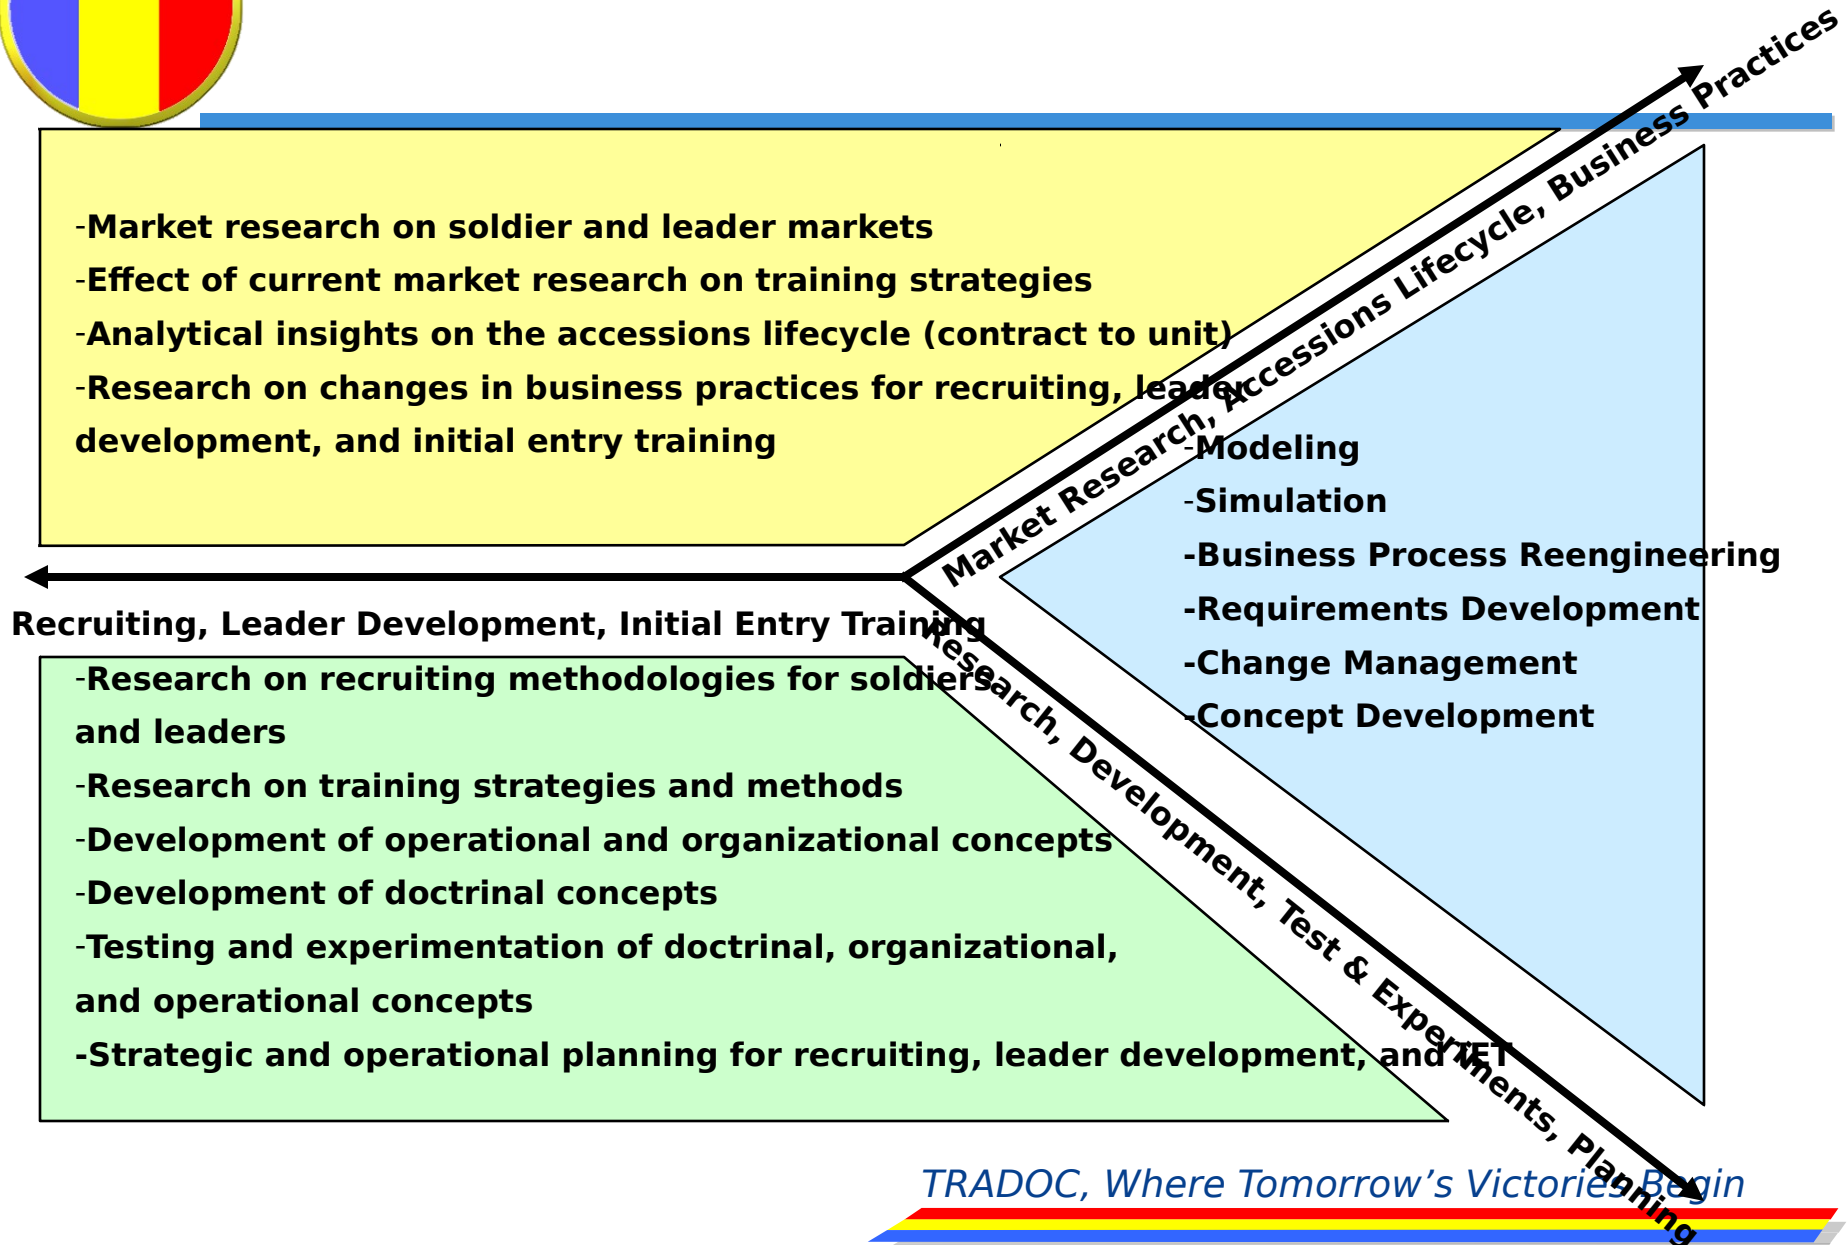 -Market research on soldier and leader markets
-Effect of current market research on training strategies
-Analytical insights on the accessions lifecycle (contract to unit)
-Research on changes in business practices for recruiting, leader
development, and initial entry training
Market Research, Accessions Lifecycle, Business Practices
-Modeling
-Simulation
-Business Process Reengineering
-Requirements Development
-Change Management
-Concept Development
Recruiting, Leader Development, Initial Entry Training
-Research on recruiting methodologies for soldiers
and leaders
-Research on training strategies and methods
-Development of operational and organizational concepts
-Development of doctrinal concepts
-Testing and experimentation of doctrinal, organizational,
and operational concepts
-Strategic and operational planning for recruiting, leader development, and IET
Research, Development, Test & Experiments, Planning
TRADOC, Where Tomorrow’s Victories Begin